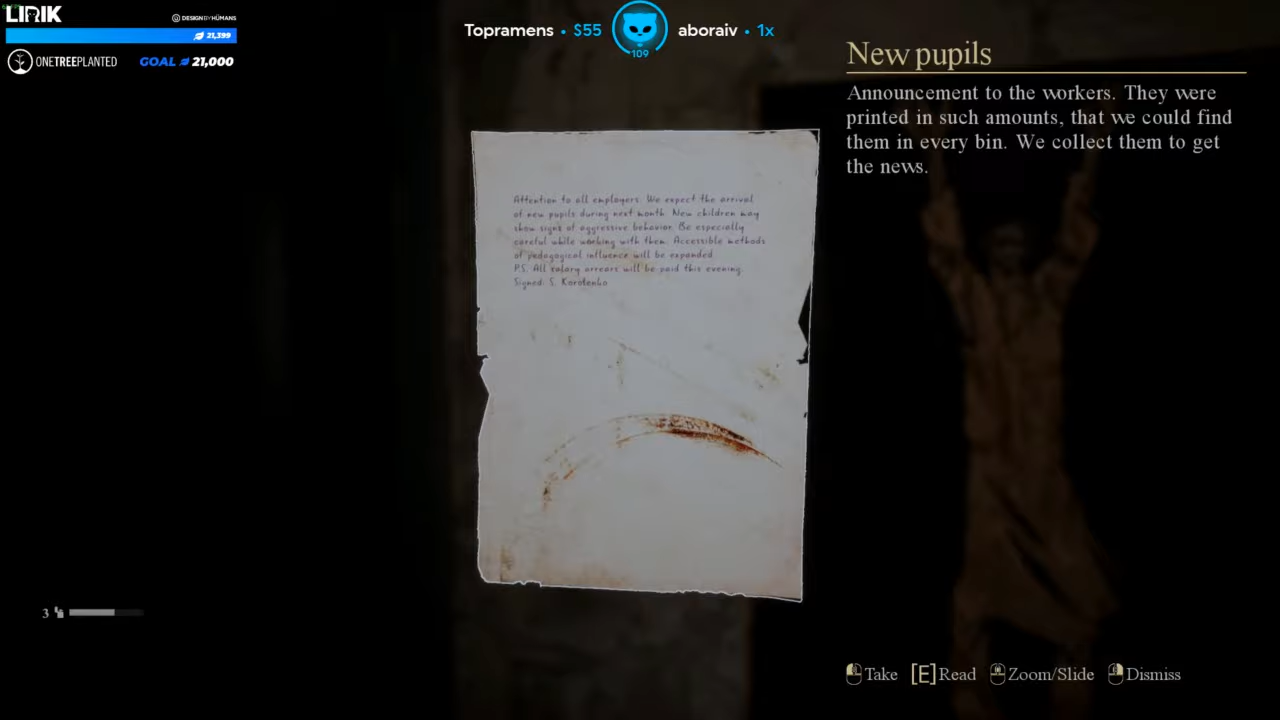 LIRIK
DESIGN BY HÜMANS
21,399
ONETREEPLANTED
GOAL 21,000
Topramens • $55
109
aboraiv • 1x
New pupils
Announcement to the workers. They were
printed in such amounts, that we could find
them in every bin. We collect them to get
the news.
Attention to all employers. We expect the arrival
of new pupils during next month. New children may
show signs of aggressive behavior. Be especially
careful while working with them. Accessible methods
of pedagogical influence will be expanded.
P.S. All salary arrears will be paid this evening.
Signed: S. Korotenko
3
Take
[E] Read
Zoom/Slide
Dismiss